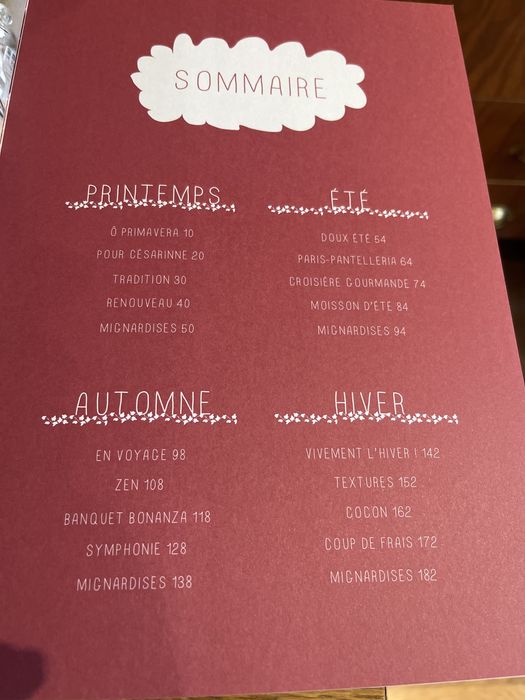 SOMMAIRE
PRINTEMPS
Ô PRIMAVERA 10
POUR CÉSARINNE 20
TRADITION 30
RENOUVEAU 40
MIGNARDISES 50
ÉTÉ
DOUX ÉTÉ 54
PARIS-PANTELLERIA 64
CROISIÈRE GOURMANDE 74
MOISSON D'ÉTÉ 84
MIGNARDISES 94
AUTOMNE
EN VOYAGE 98
ZEN 108
BANQUET BONANZA 118
SYMPHONIE 128
MIGNARDISES 138
HIVER
VIVEMENT L'HIVER ! 142
TEXTURES 152
COCON 162
COUP DE FRAIS 172
MIGNARDISES 182